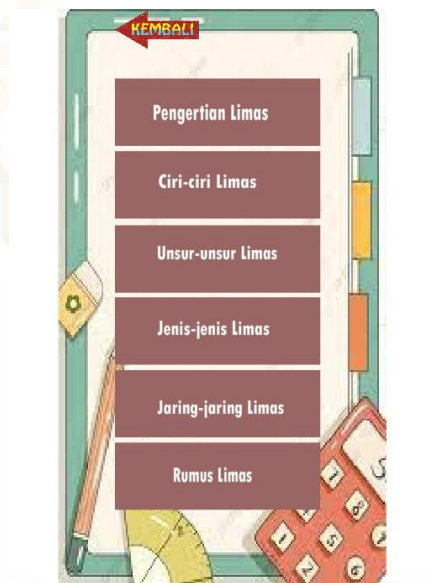 KEMBALI
Pengertian Limas
Ciri-ciri Limas
Unsur-unsur Limas
Jenis-jenis Limas
Jaring-jaring Limas
Rumus Limas